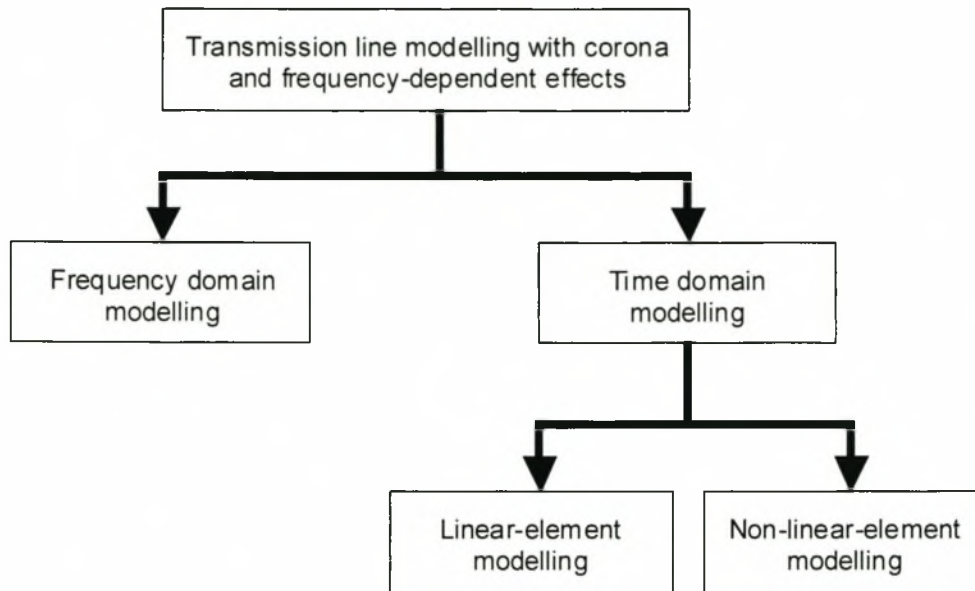 Transmission line modelling with corona
and frequency-dependent effects
Frequency domain
modelling
Time domain
modelling
Linear-element
modelling
Non-linear-element
modelling